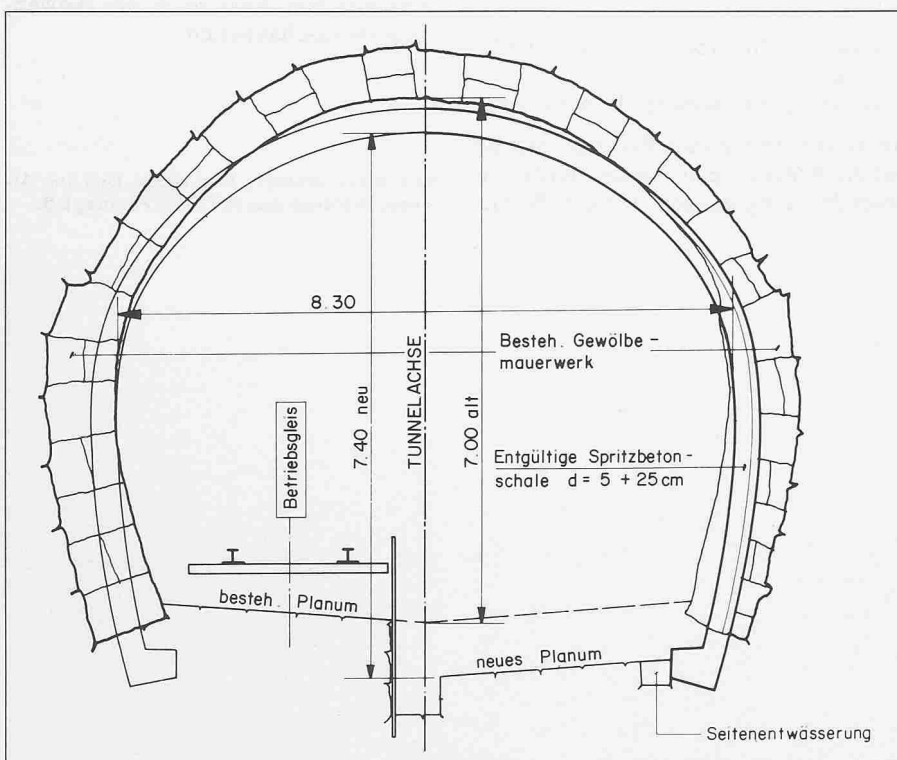 8.30
Besteh. Gewölbe -
mauerwerk
TUNNELACHSE
7.40 neu
7.00 alt
Betriebsgleis
Entgültige Spritzbeton -
schale d = 5 + 25 cm
besteh. Planum
neues Planum
Seitenentwässerung